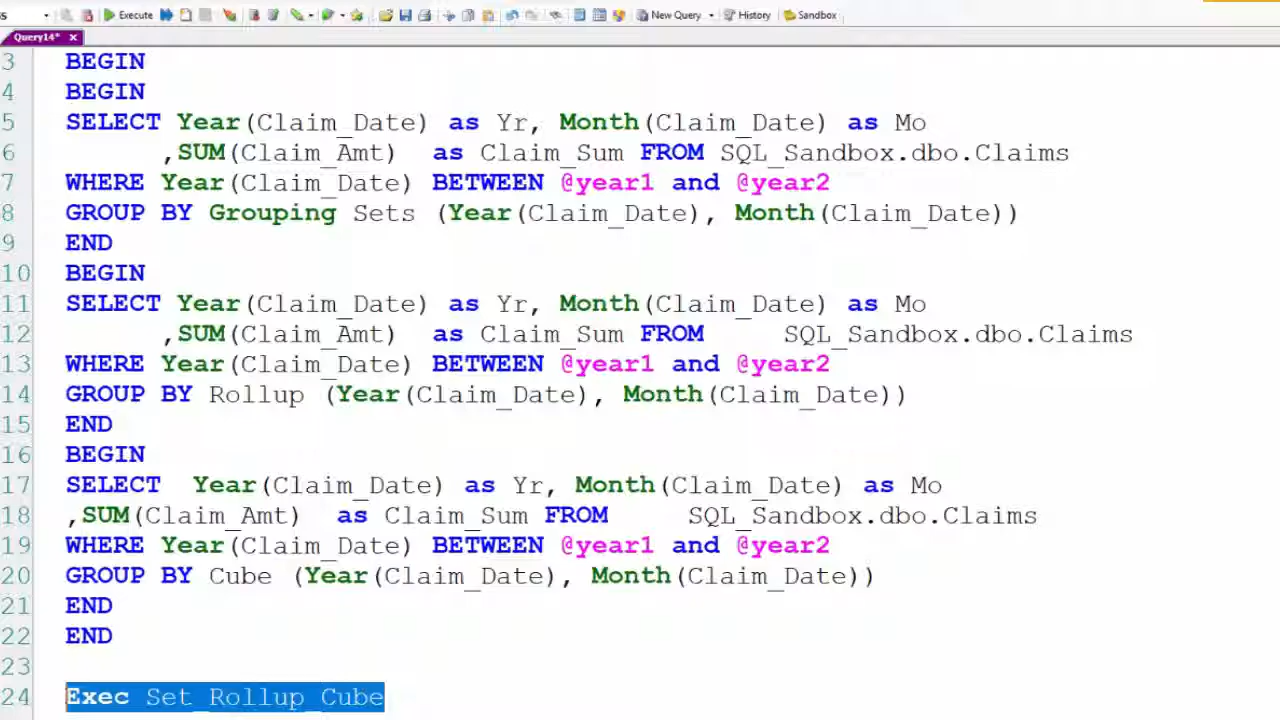 Execute New Query History Sandbox
Query14* x
3 BEGIN
4 BEGIN
5 SELECT Year(Claim_Date) as Yr, Month(Claim_Date) as Mo
6 ,SUM(Claim_Amt) as Claim_Sum FROM SQL_Sandbox.dbo.Claims
7 WHERE Year(Claim_Date) BETWEEN @year1 and @year2
8 GROUP BY Grouping Sets (Year(Claim_Date), Month(Claim_Date))
9 END
10 BEGIN
11 SELECT Year(Claim_Date) as Yr, Month(Claim_Date) as Mo
12 ,SUM(Claim_Amt) as Claim_Sum FROM SQL_Sandbox.dbo.Claims
13 WHERE Year(Claim_Date) BETWEEN @year1 and @year2
14 GROUP BY Rollup (Year(Claim_Date), Month(Claim_Date))
15 END
16 BEGIN
17 SELECT Year(Claim_Date) as Yr, Month(Claim_Date) as Mo
18 ,SUM(Claim_Amt) as Claim_Sum FROM SQL_Sandbox.dbo.Claims
19 WHERE Year(Claim_Date) BETWEEN @year1 and @year2
20 GROUP BY Cube (Year(Claim_Date), Month(Claim_Date))
21 END
22 END
23
24 Exec Set_Rollup_Cube